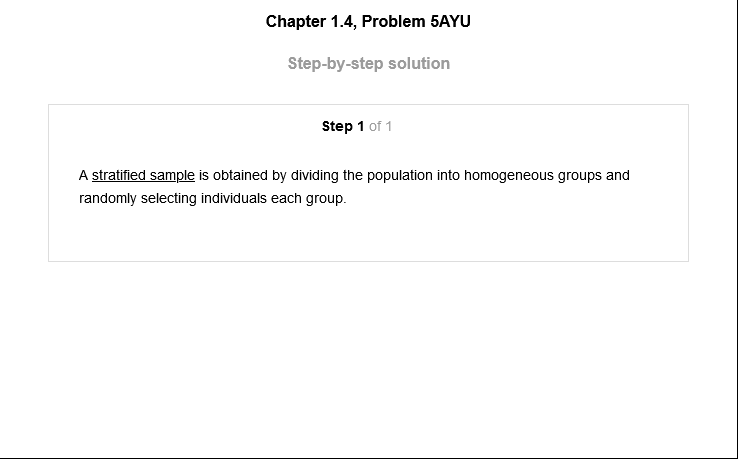 Chapter 1.4, Problem 5AYU
Step-by-step solution
Step 1 of 1
A stratified sample is obtained by dividing the population into homogeneous groups and
randomly selecting individuals each group.